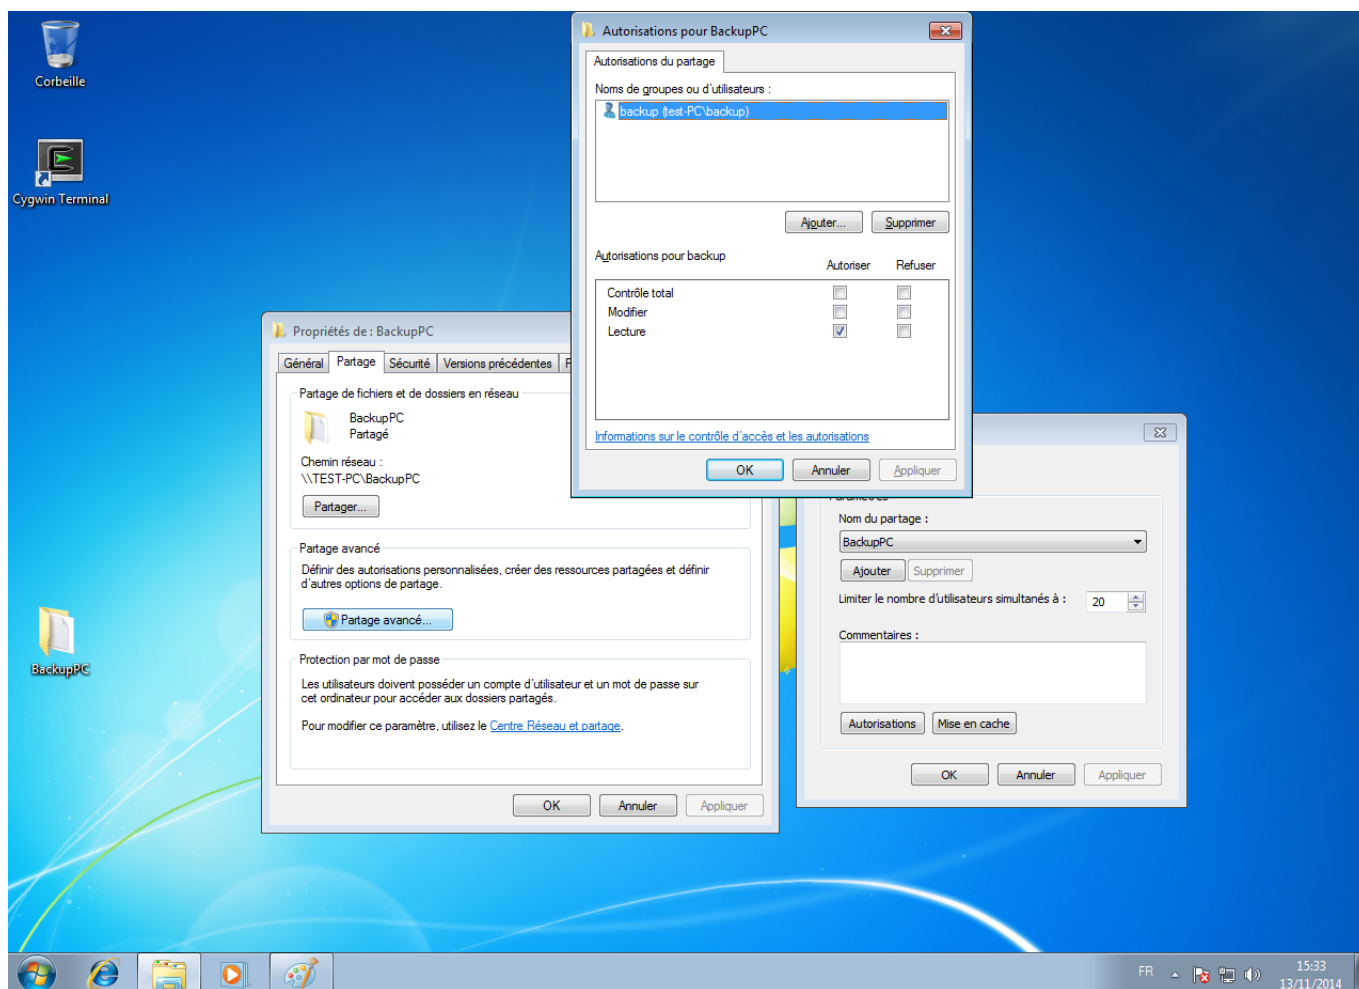 Corbeille
Cygwin Terminal
BackupPC
Autorisations pour BackupPC
Autorisations du partage
Noms de groupes ou d'utilisateurs :
backup (test-PC\backup)
Ajouter...
Supprimer
Autorisations pour backup
Autoriser
Refuser
Contrôle total
Modifier
Lecture
Informations sur le contrôle d'accès et les autorisations
OK
Annuler
Appliquer
Propriétés de : BackupPC
Général
Partage
Sécurité
Versions précédentes
Partage de fichiers et de dossiers en réseau
BackupPC
Partagé
Chemin réseau :
\\TEST-PC\BackupPC
Partager...
Partage avancé
Définir des autorisations personnalisées, créer des ressources partagées et définir
d'autres options de partage.
Partage avancé...
Protection par mot de passe
Les utilisateurs doivent posséder un compte d'utilisateur et un mot de passe sur
cet ordinateur pour accéder aux dossiers partagés.
Pour modifier ce paramètre, utilisez le Centre Réseau et partage.
OK
Annuler
Appliquer
Paramètres
Nom du partage :
BackupPC
Ajouter
Supprimer
Limiter le nombre d'utilisateurs simultanés à :
20
Commentaires :
Autorisations
Mise en cache
OK
Annuler
Appliquer
FR
15:33
13/11/2014